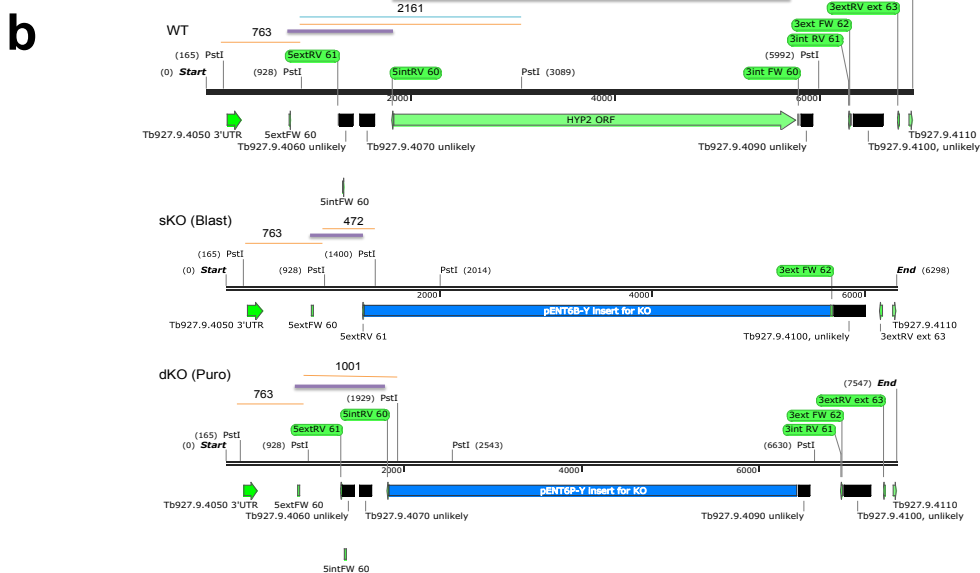 b
2161
3extRV ext 63
WT
3ext FW 62
763
3int RV 61
(165) PstI
5extRV 61
(5992) PstI
(0) Start
(928) PstI
5intRV 60
PstI (3089)
3int FW 60
2000
4000
6000
HYP2 ORF
Tb927.9.4050 3'UTR
5extFW 60
Tb927.9.4110
Tb927.9.4060 unlikely
Tb927.9.4070 unlikely
Tb927.9.4090 unlikely
Tb927.9.4100, unlikely
5intFW 60
sKO (Blast)
472
763
(165) PstI
(1400) PstI
(0) Start
(928) PstI
PstI (2014)
3ext FW 62
End (6298)
2000
4000
6000
pENT6B-Y insert for KO
Tb927.9.4050 3'UTR
5extFW 60
Tb927.9.4110
5extRV 61
Tb927.9.4100, unlikely
3extRV ext 63
1001
dKO (Puro)
(7547) End
763
(1929) PstI
3extRV ext 63
5intRV 60
3ext FW 62
(165) PstI
5extRV 61
3int RV 61
(0) Start
(928) PstI
PstI (2543)
(6630) PstI
2000
4000
6000
pENT6P-Y insert for KO
Tb927.9.4050 3'UTR
5extFW 60
Tb927.9.4110
Tb927.9.4060 unlikely
Tb927.9.4070 unlikely
Tb927.9.4090 unlikely
Tb927.9.4100, unlikely
5intFW 60